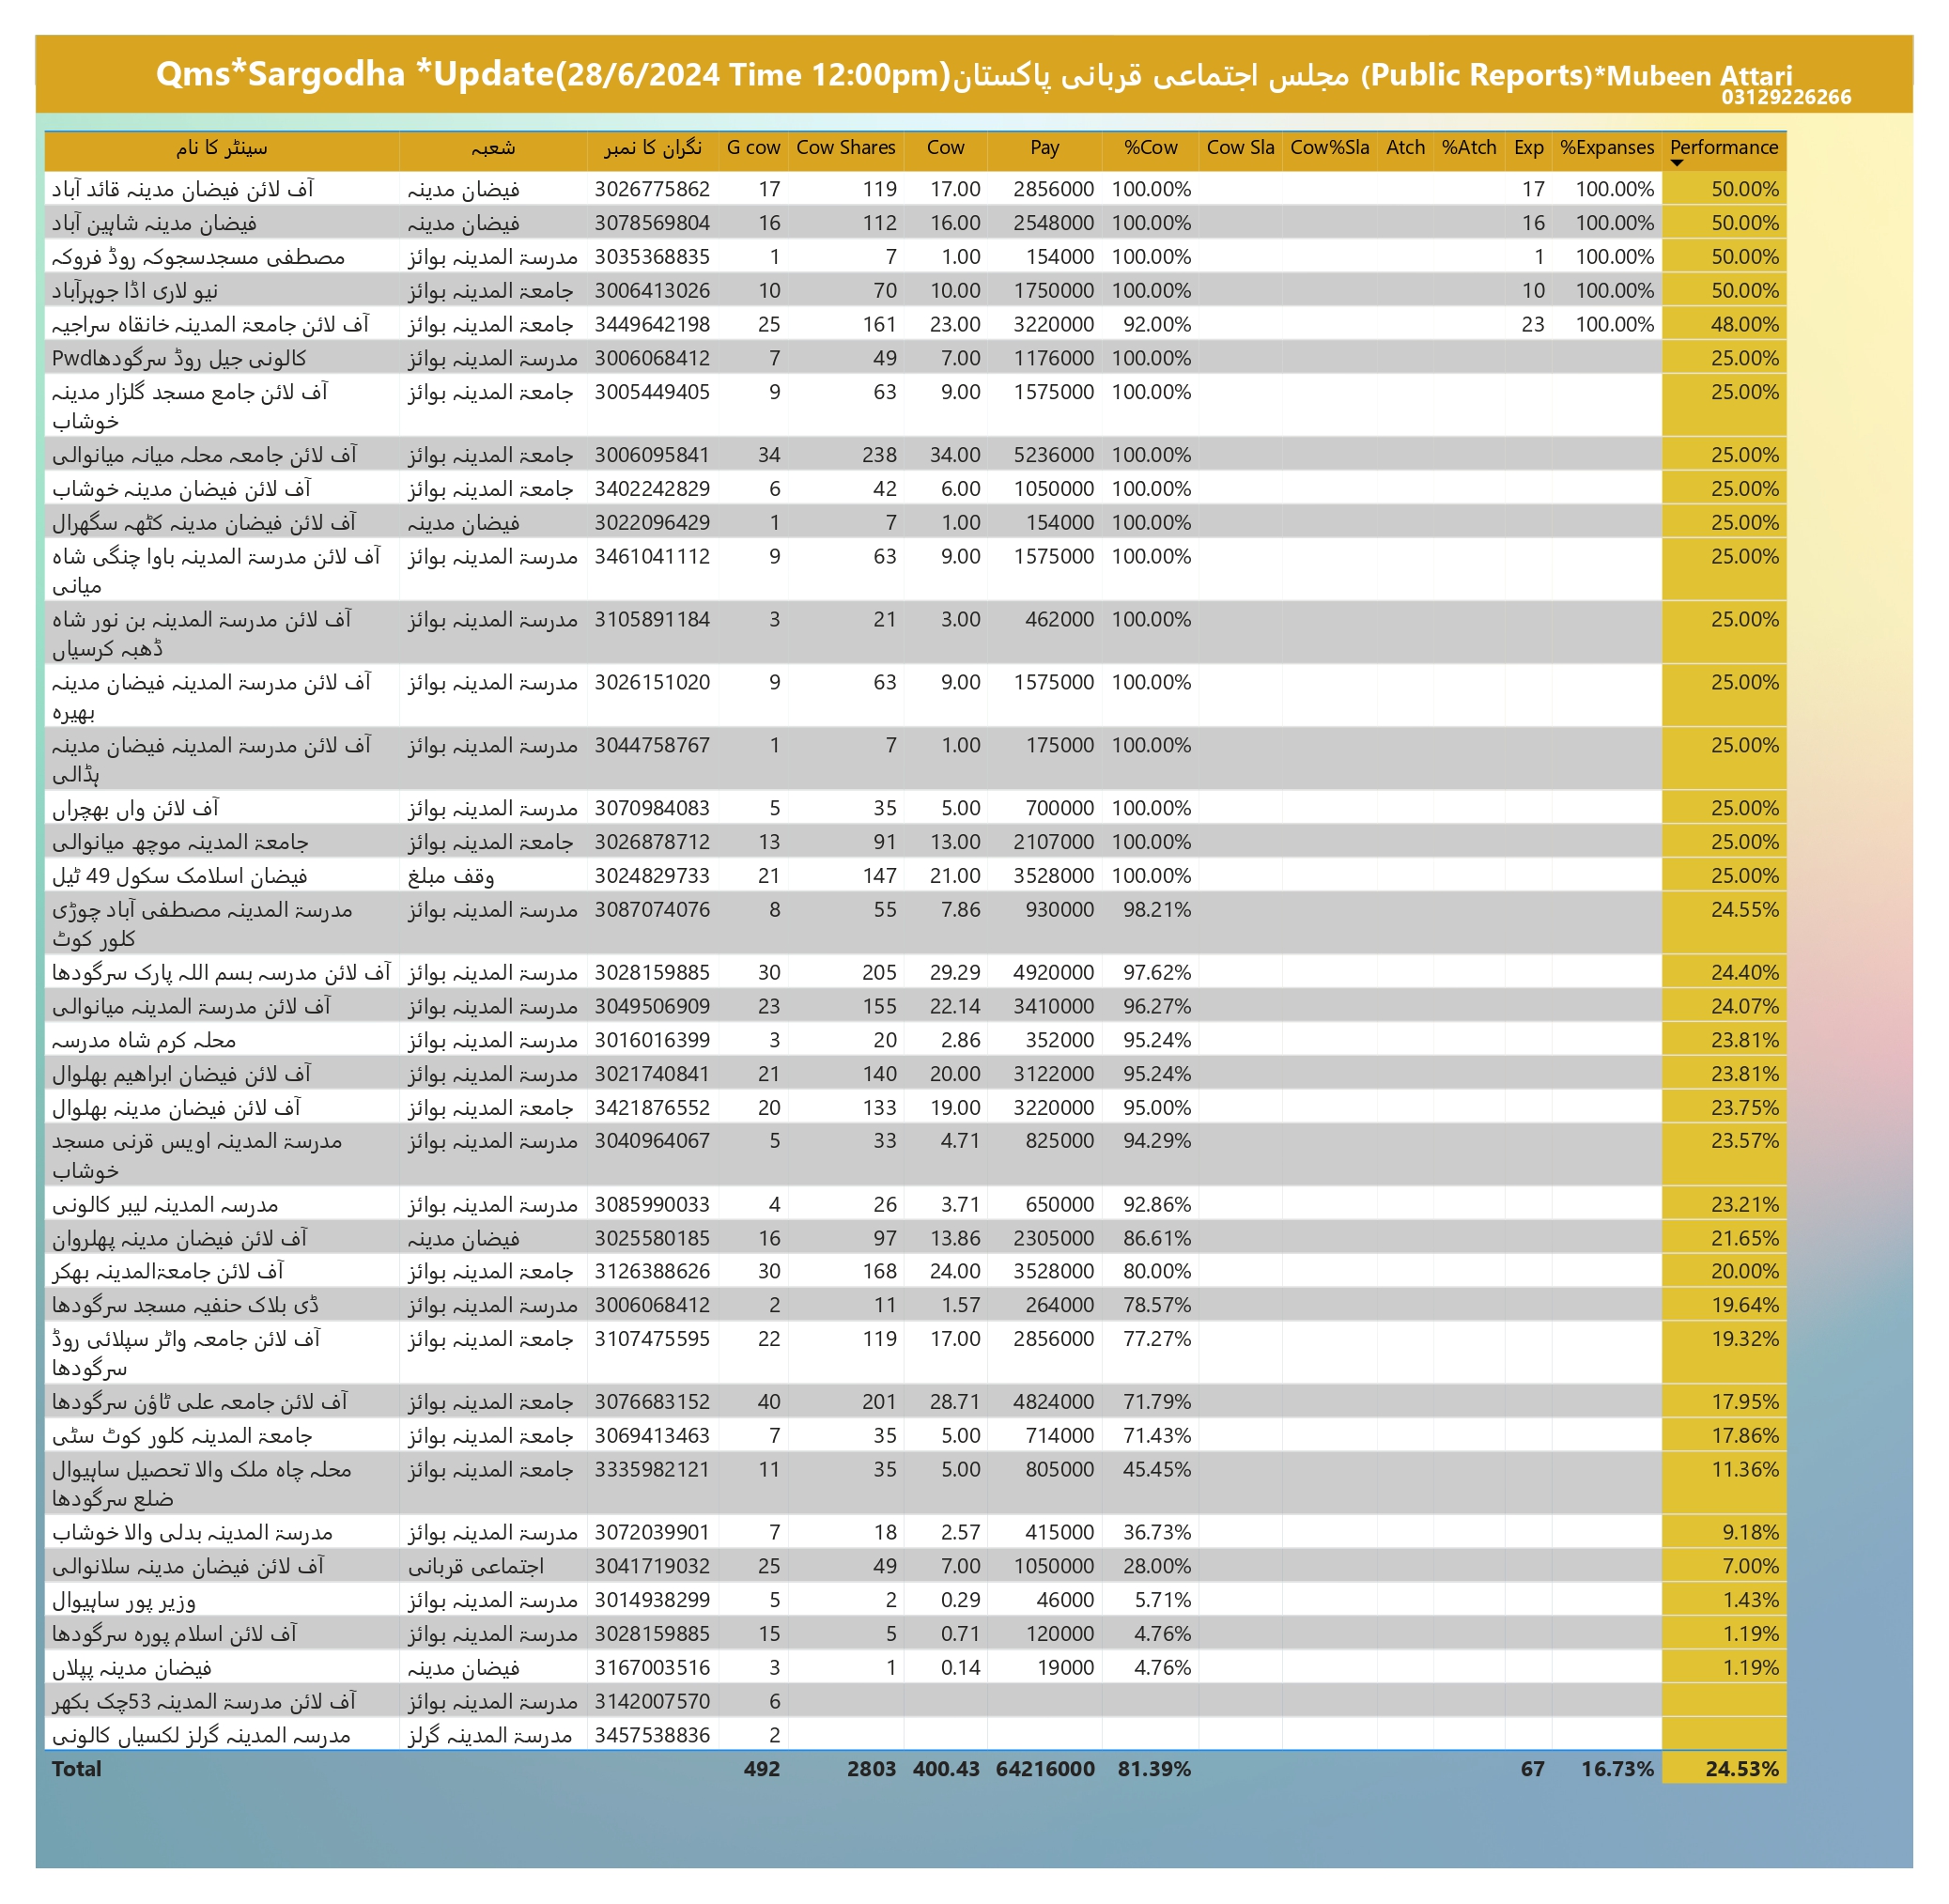 Qms*Sargodha *Update(28/6/2024 Time 12:00pm)مجلس اجتماعی قربانی پاکستان (Public Reports)*Mubeen Attari
03129226266
سینٹر کا نام شعبہ نگران کا نمبر G cow Cow Shares Cow Pay %Cow Cow Sla Cow%Sla Atch %Atch Exp %Expanses Performance
آف لائن فیضان مدینہ قائد آباد فیضان مدینہ 3026775862 17 119 17.00 2856000 100.00% 17 100.00% 50.00%
فیضان مدینہ شاہین آباد فیضان مدینہ 3078569804 16 112 16.00 2548000 100.00% 16 100.00% 50.00%
مصطفی مسجدسجوکہ روڈ فروکہ مدرسۃ المدینہ بوائز 3035368835 1 7 1.00 154000 100.00% 1 100.00% 50.00%
نیو لاری اڈا جوہرآباد جامعۃ المدینہ بوائز 3006413026 10 70 10.00 1750000 100.00% 10 100.00% 50.00%
آف لائن جامعۃ المدینہ خانقاہ سراجیہ جامعۃ المدینہ بوائز 3449642198 25 161 23.00 3220000 92.00% 23 100.00% 48.00%
Pwdکالونی جیل روڈ سرگودھا مدرسۃ المدینہ بوائز 3006068412 7 49 7.00 1176000 100.00% 25.00%
آف لائن جامع مسجد گلزار مدینہ جامعۃ المدینہ بوائز 3005449405 9 63 9.00 1575000 100.00% 25.00%
خوشاب
آف لائن جامعہ محلہ میانہ میانوالی جامعۃ المدینہ بوائز 3006095841 34 238 34.00 5236000 100.00% 25.00%
آف لائن فیضان مدینہ خوشاب جامعۃ المدینہ بوائز 3402242829 6 42 6.00 1050000 100.00% 25.00%
آف لائن فیضان مدینہ کٹھہ سگھرال فیضان مدینہ 3022096429 1 7 1.00 154000 100.00% 25.00%
آف لائن مدرسۃ المدینہ باوا چنگی شاہ مدرسۃ المدینہ بوائز 3461041112 9 63 9.00 1575000 100.00% 25.00%
میانی
آف لائن مدرسۃ المدینہ بن نور شاہ مدرسۃ المدینہ بوائز 3105891184 3 21 3.00 462000 100.00% 25.00%
ڈھبہ کرسیاں
آف لائن مدرسۃ المدینہ فیضان مدینہ مدرسۃ المدینہ بوائز 3026151020 9 63 9.00 1575000 100.00% 25.00%
بھیرہ
آف لائن مدرسۃ المدینہ فیضان مدینہ مدرسۃ المدینہ بوائز 3044758767 1 7 1.00 175000 100.00% 25.00%
ہڈالی
آف لائن واں بھچراں مدرسۃ المدینہ بوائز 3070984083 5 35 5.00 700000 100.00% 25.00%
جامعۃ المدینہ موچھ میانوالی جامعۃ المدینہ بوائز 3026878712 13 91 13.00 2107000 100.00% 25.00%
فیضان اسلامک سکول 49 ٹیل وقف مبلغ 3024829733 21 147 21.00 3528000 100.00% 25.00%
مدرسۃ المدینہ مصطفی آباد چوڑی مدرسۃ المدینہ بوائز 3087074076 8 55 7.86 930000 98.21% 24.55%
کلور کوٹ
آف لائن مدرسہ بسم اللہ پارک سرگودھا مدرسۃ المدینہ بوائز 3028159885 30 205 29.29 4920000 97.62% 24.40%
آف لائن مدرسۃ المدینہ میانوالی مدرسۃ المدینہ بوائز 3049506909 23 155 22.14 3410000 96.27% 24.07%
محلہ کرم شاہ مدرسہ مدرسۃ المدینہ بوائز 3016016399 3 20 2.86 352000 95.24% 23.81%
آف لائن فیضان ابراھیم بھلوال مدرسۃ المدینہ بوائز 3021740841 21 140 20.00 3122000 95.24% 23.81%
آف لائن فیضان مدینہ بھلوال جامعۃ المدینہ بوائز 3421876552 20 133 19.00 3220000 95.00% 23.75%
مدرسۃ المدینہ اویس قرنی مسجد مدرسۃ المدینہ بوائز 3040964067 5 33 4.71 825000 94.29% 23.57%
خوشاب
مدرسہ المدینہ لیبر کالونی مدرسۃ المدینہ بوائز 3085990033 4 26 3.71 650000 92.86% 23.21%
آف لائن فیضان مدینہ پھلروان فیضان مدینہ 3025580185 16 97 13.86 2305000 86.61% 21.65%
آف لائن جامعۃالمدینہ بھکر جامعۃ المدینہ بوائز 3126388626 30 168 24.00 3528000 80.00% 20.00%
ڈی بلاک حنفیہ مسجد سرگودھا مدرسۃ المدینہ بوائز 3006068412 2 11 1.57 264000 78.57% 19.64%
آف لائن جامعہ واٹر سپلائی روڈ جامعۃ المدینہ بوائز 3107475595 22 119 17.00 2856000 77.27% 19.32%
سرگودھا
آف لائن جامعہ علی ٹاؤن سرگودھا جامعۃ المدینہ بوائز 3076683152 40 201 28.71 4824000 71.79% 17.95%
جامعۃ المدینہ کلور کوٹ سٹی جامعۃ المدینہ بوائز 3069413463 7 35 5.00 714000 71.43% 17.86%
محلہ چاہ ملک والا تحصیل ساہیوال جامعۃ المدینہ بوائز 3335982121 11 35 5.00 805000 45.45% 11.36%
ضلع سرگودھا
مدرسۃ المدینہ بدلی والا خوشاب مدرسۃ المدینہ بوائز 3072039901 7 18 2.57 415000 36.73% 9.18%
آف لائن فیضان مدینہ سلانوالی اجتماعی قربانی 3041719032 25 49 7.00 1050000 28.00% 7.00%
وزیر پور ساہیوال مدرسۃ المدینہ بوائز 3014938299 5 2 0.29 46000 5.71% 1.43%
آف لائن اسلام پورہ سرگودھا مدرسۃ المدینہ بوائز 3028159885 15 5 0.71 120000 4.76% 1.19%
فیضان مدینہ پپلاں فیضان مدینہ 3167003516 3 1 0.14 19000 4.76% 1.19%
آف لائن مدرسۃ المدینہ 53چک بکھر مدرسۃ المدینہ بوائز 3142007570 6
مدرسہ المدینہ گرلز لکسیاں کالونی مدرسۃ المدینہ گرلز 3457538836 2
Total 492 2803 400.43 64216000 81.39% 67 16.73% 24.53%